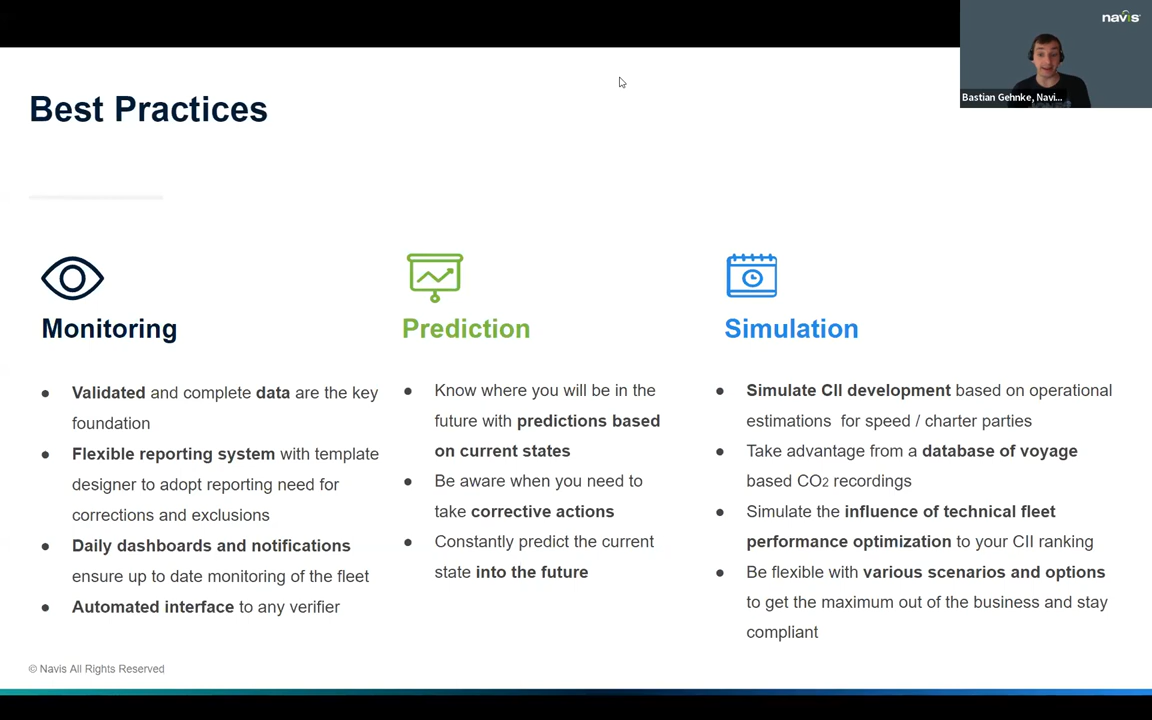 navis
Bastian Gehnke, Navi...
Best Practices
Monitoring
● Validated and complete data are the key
foundation
● Flexible reporting system with template
designer to adopt reporting need for
corrections and exclusions
● Daily dashboards and notifications
ensure up to date monitoring of the fleet
● Automated interface to any verifier
Prediction
● Know where you will be in the
future with predictions based
on current states
● Be aware when you need to
take corrective actions
● Constantly predict the current
state into the future
Simulation
● Simulate CII development based on operational
estimations for speed / charter parties
● Take advantage from a database of voyage
based CO2 recordings
● Simulate the influence of technical fleet
performance optimization to your CII ranking
● Be flexible with various scenarios and options
to get the maximum out of the business and stay
compliant
© Navis All Rights Reserved